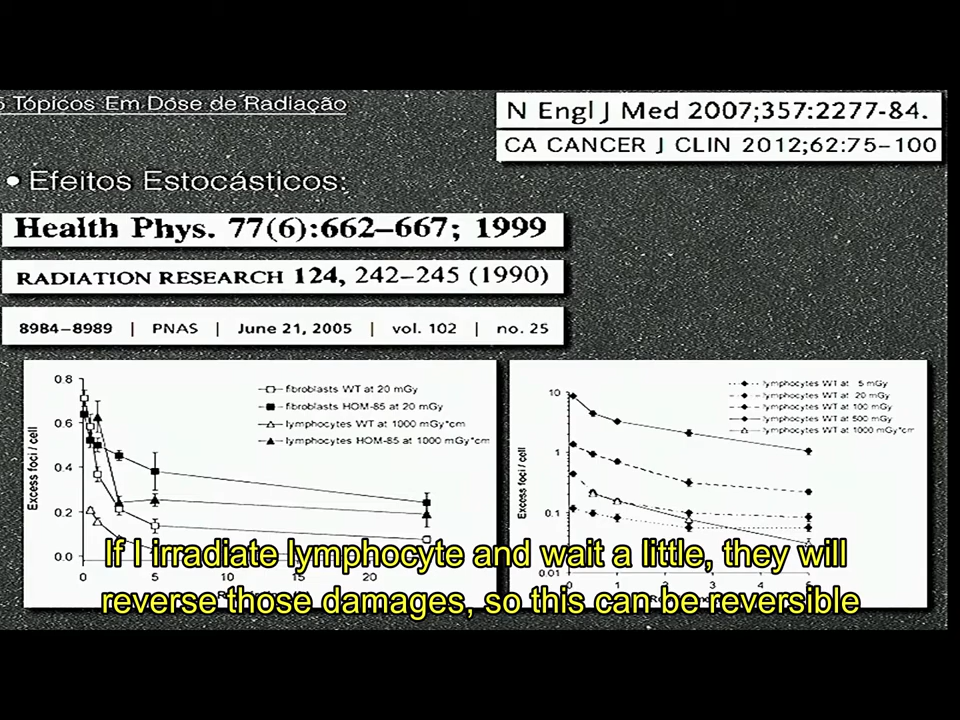 5 Tópicos Em Dose de Radiação
N Engl J Med 2007;357:2277-84.
CA CANCER J CLIN 2012;62:75–100
• Efeitos Estocásticos:
Health Phys. 77(6):662–667; 1999
RADIATION RESEARCH 124, 242–245 (1990)
8984–8989 | PNAS | June 21, 2005 | vol. 102 | no. 25
0.8
0.6
0.4
0.2
0.0
Excess foci / cell
fibroblasts WT at 20 mGy
fibroblasts HOM-85 at 20 mGy
lymphocytes WT at 1000 mGy*cm
lymphocytes HOM-85 at 1000 mGy*cm
0 5 20
10
1
0.1
0.01
Excess foci / cell
lymphocytes WT at 5 mGy
lymphocytes WT at 20 mGy
lymphocytes WT at 100 mGy
lymphocytes WT at 500 mGy
lymphocytes WT at 1000 mGy*cm
0 1 2 3 4
If I irradiate lymphocyte and wait a little, they will
reverse those damages, so this can be reversible